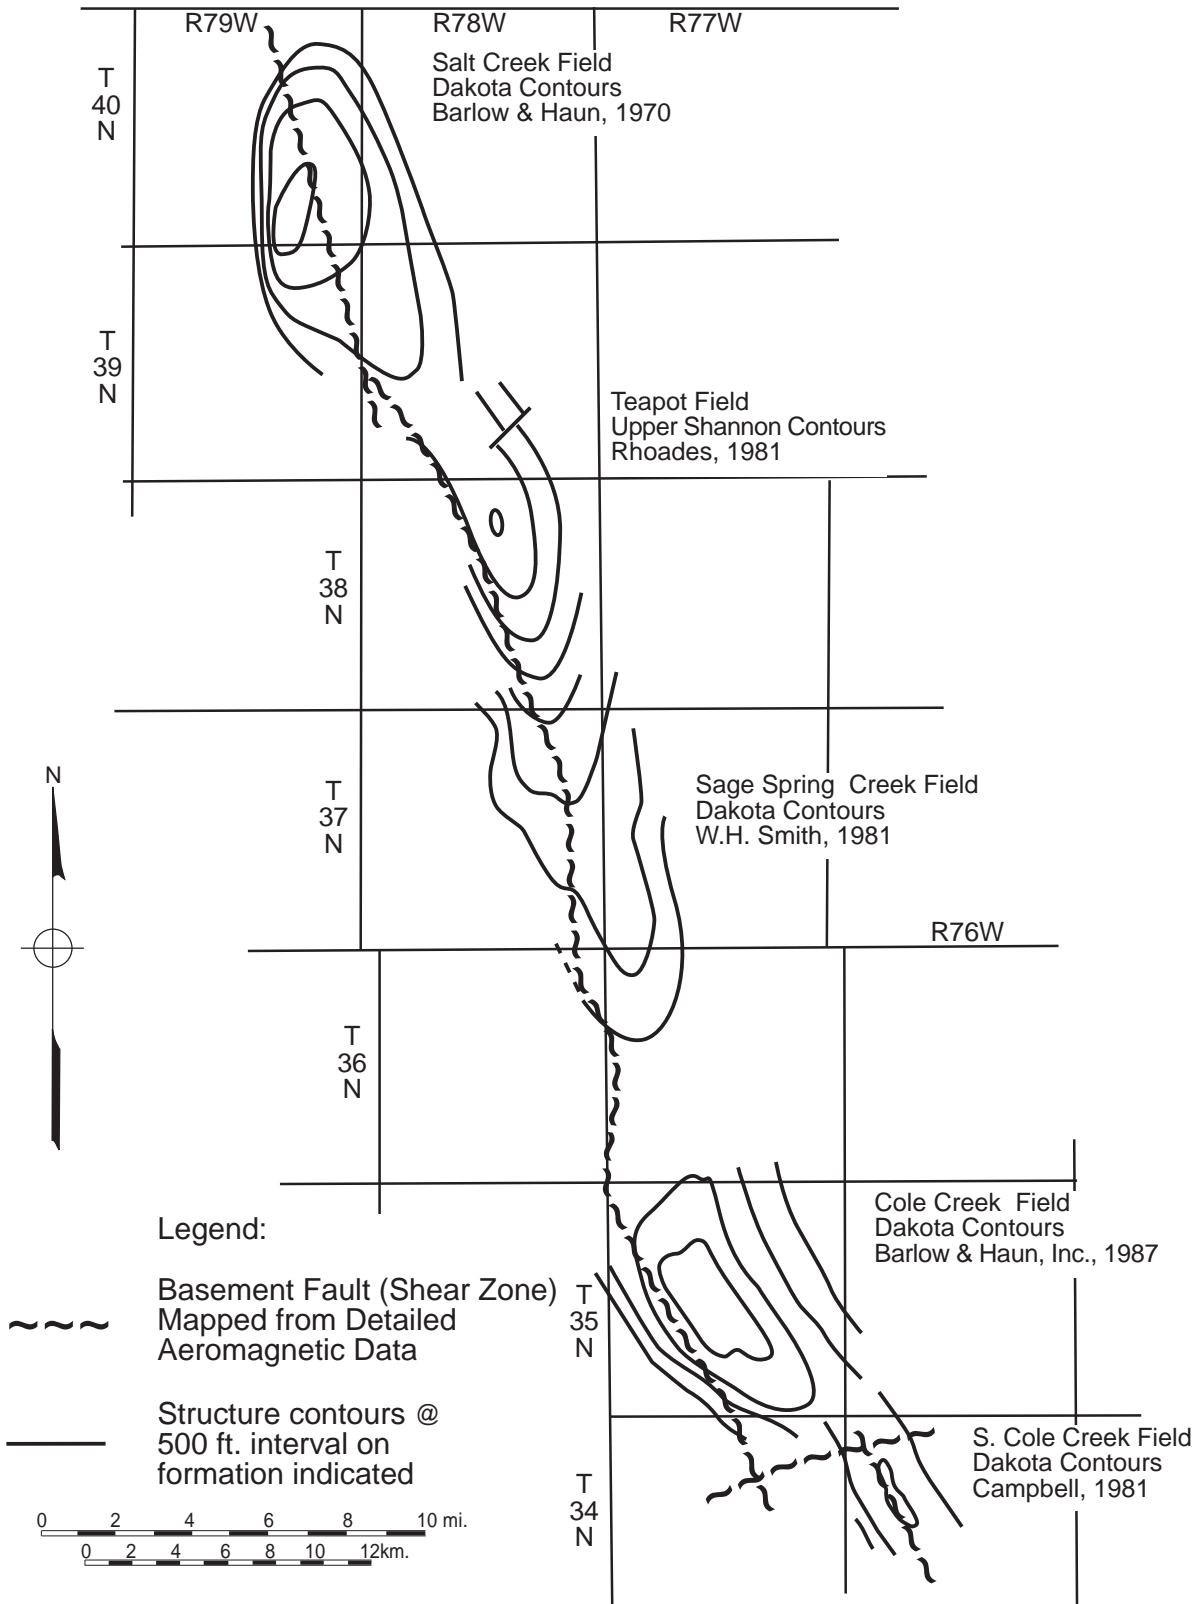 R79W
R78W
R77W
Salt Creek Field
Dakota Contours
Barlow & Haun, 1970
T
40
N
T
39
N
Teapot Field
Upper Shannon Contours
Rhoades, 1981
T
38
N
N
T
37
N
Sage Spring Creek Field
Dakota Contours
W.H. Smith, 1981
R76W
T
36
N
Cole Creek Field
Dakota Contours
Barlow & Haun, Inc., 1987
Legend:
Basement Fault (Shear Zone)
Mapped from Detailed
Aeromagnetic Data
T
35
N
Structure contours @
500 ft. interval on
formation indicated
S. Cole Creek Field
Dakota Contours
Campbell, 1981
T
34
N
0 2 4 6 8 10 mi.
0 2 4 6 8 10 12km.